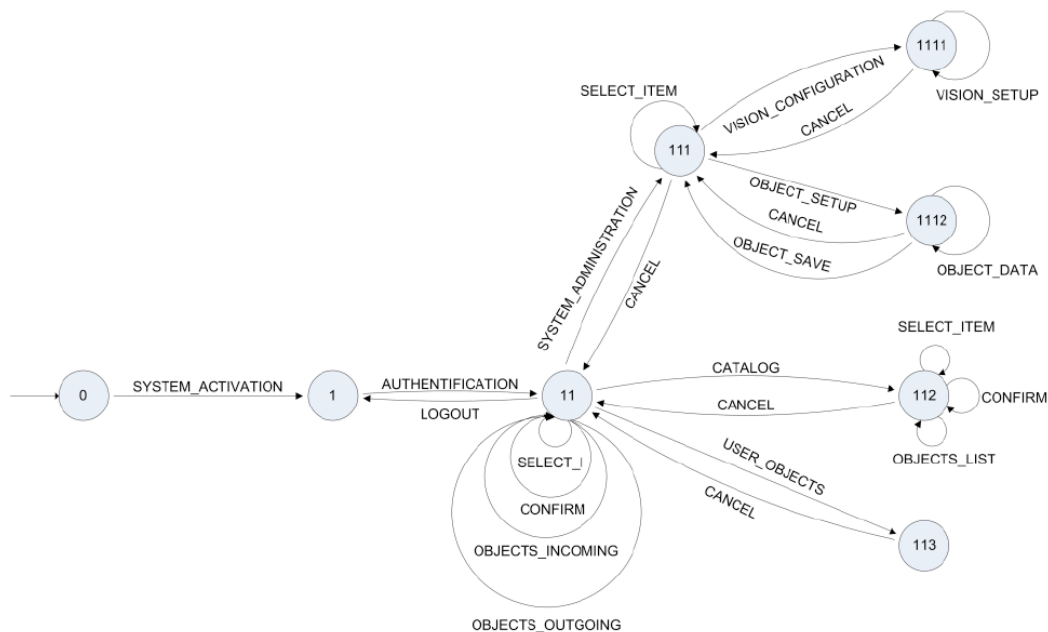 1111
VISION_SETUP
SELECT_ITEM
VISION_CONFIGURATION
CANCEL
111
OBJECT_SETUP
CANCEL
OBJECT_SAVE
1112
OBJECT_DATA
SYSTEM_ADMINISTRATION
CANCEL
SELECT_ITEM
0
SYSTEM_ACTIVATION
1
AUTHENTIFICATION
LOGOUT
11
CATALOG
CANCEL
112
CONFIRM
OBJECTS_LIST
SELECT_I
CONFIRM
OBJECTS_INCOMING
OBJECTS_OUTGOING
USER_OBJECTS
CANCEL
113